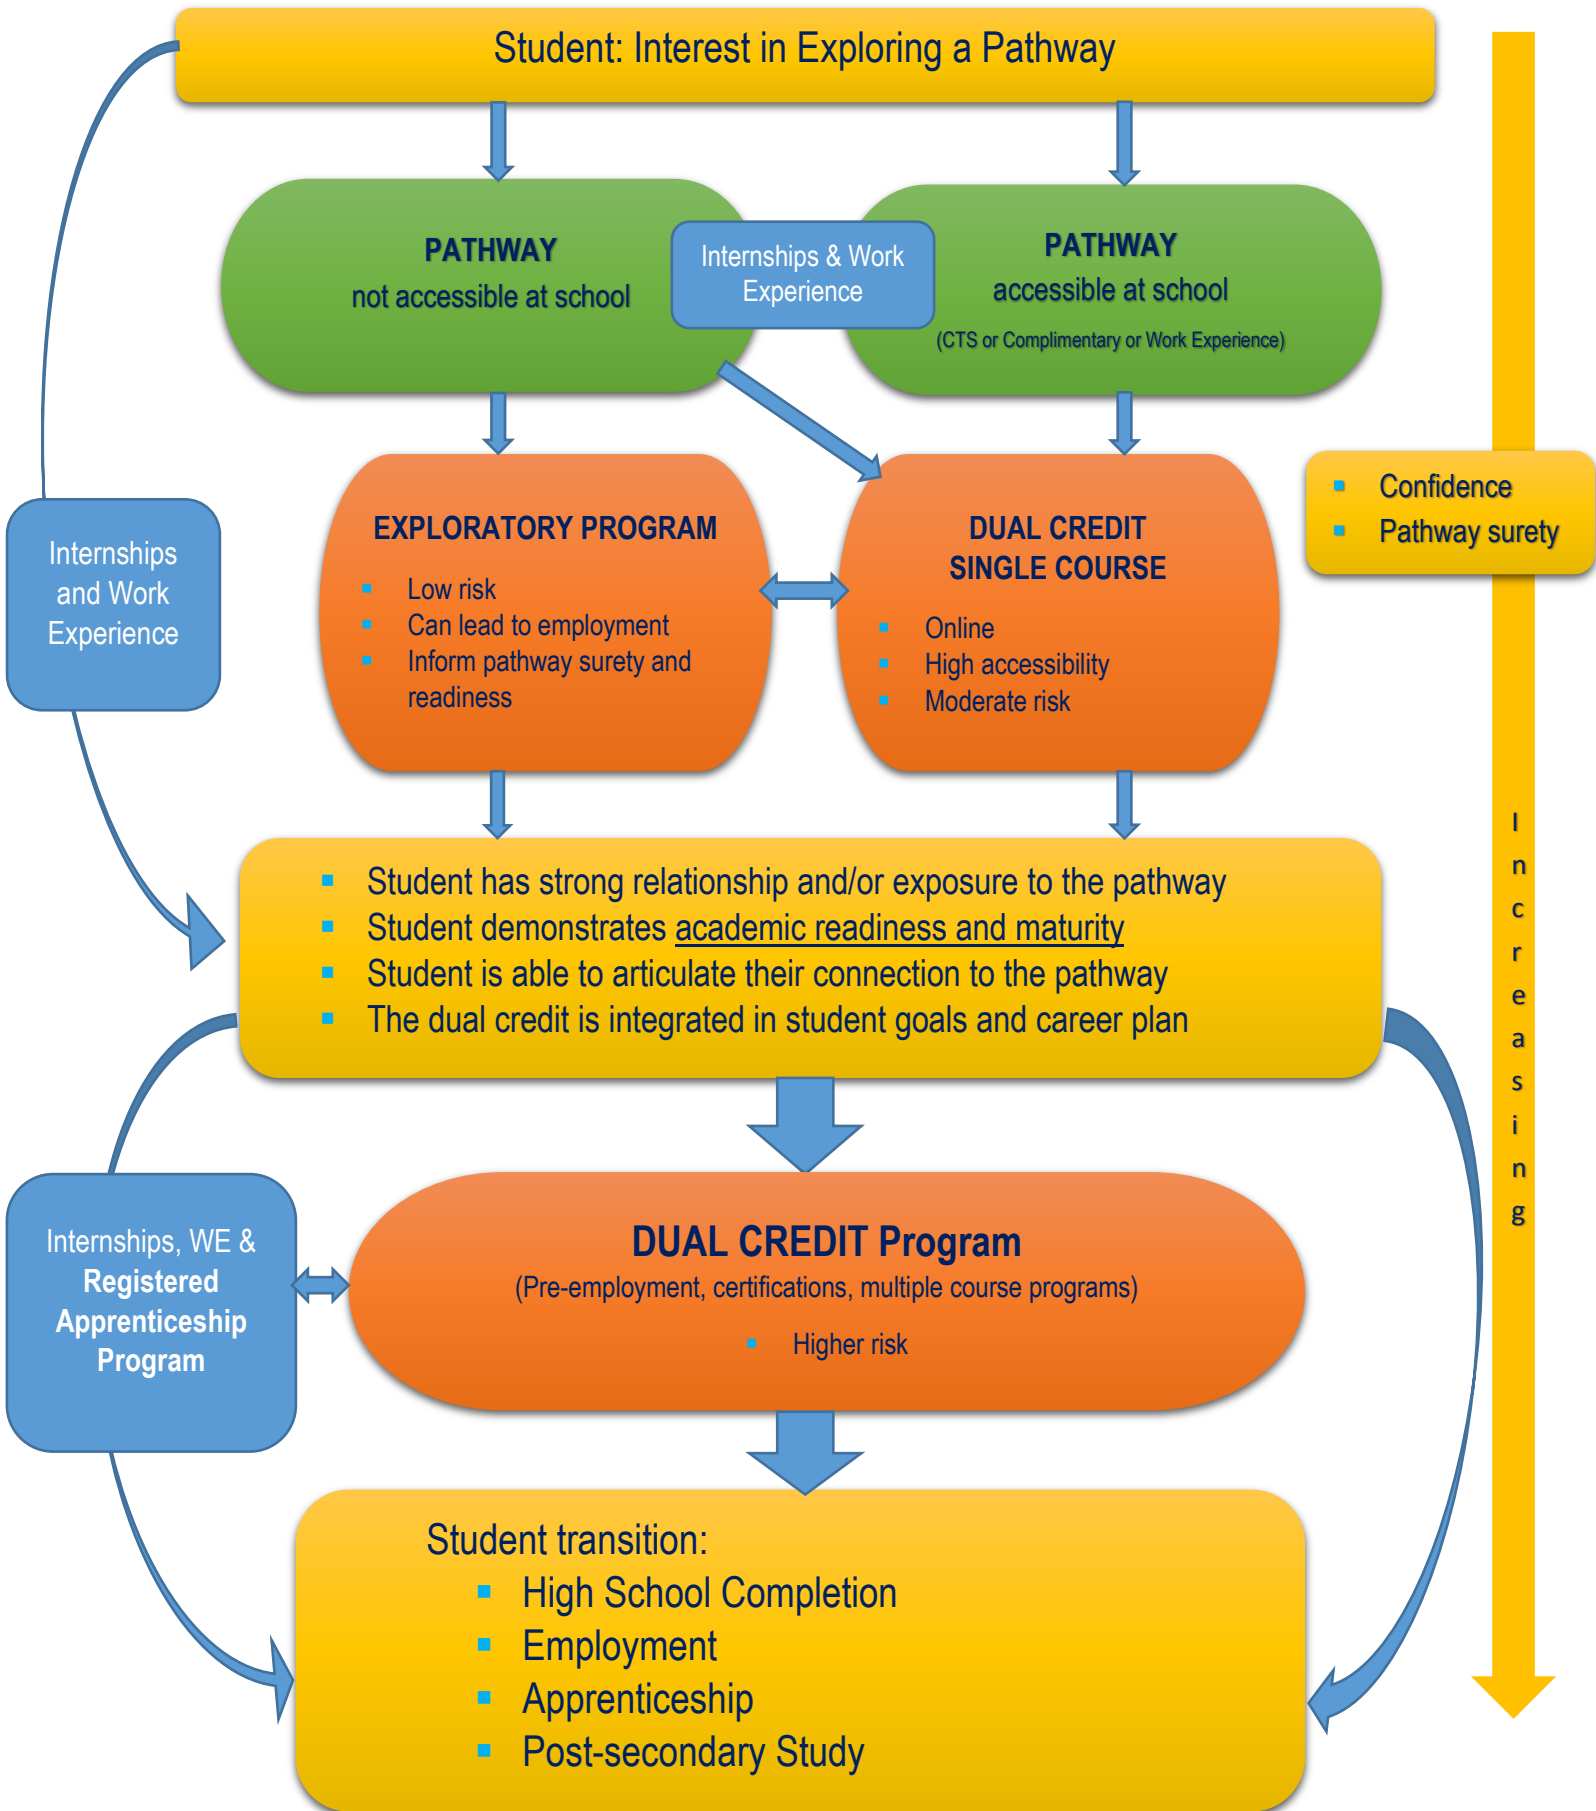 Student: Interest in Exploring a Pathway
PATHWAY
not accessible at school
Internships & Work
Experience
PATHWAY
accessible at school
(CTS or Complimentary or Work Experience)
Internships
and Work
Experience
EXPLORATORY PROGRAM
Low risk
Can lead to employment
Inform pathway surety and
readiness
DUAL CREDIT
SINGLE COURSE
Online
High accessibility
Moderate risk
Confidence
Pathway surety
Increasing
Student has strong relationship and/or exposure to the pathway
Student demonstrates academic readiness and maturity
Student is able to articulate their connection to the pathway
The dual credit is integrated in student goals and career plan
Internships, WE &
Registered
Apprenticeship
Program
DUAL CREDIT Program
(Pre-employment, certifications, multiple course programs)
Higher risk
Student transition:
High School Completion
Employment
Apprenticeship
Post-secondary Study